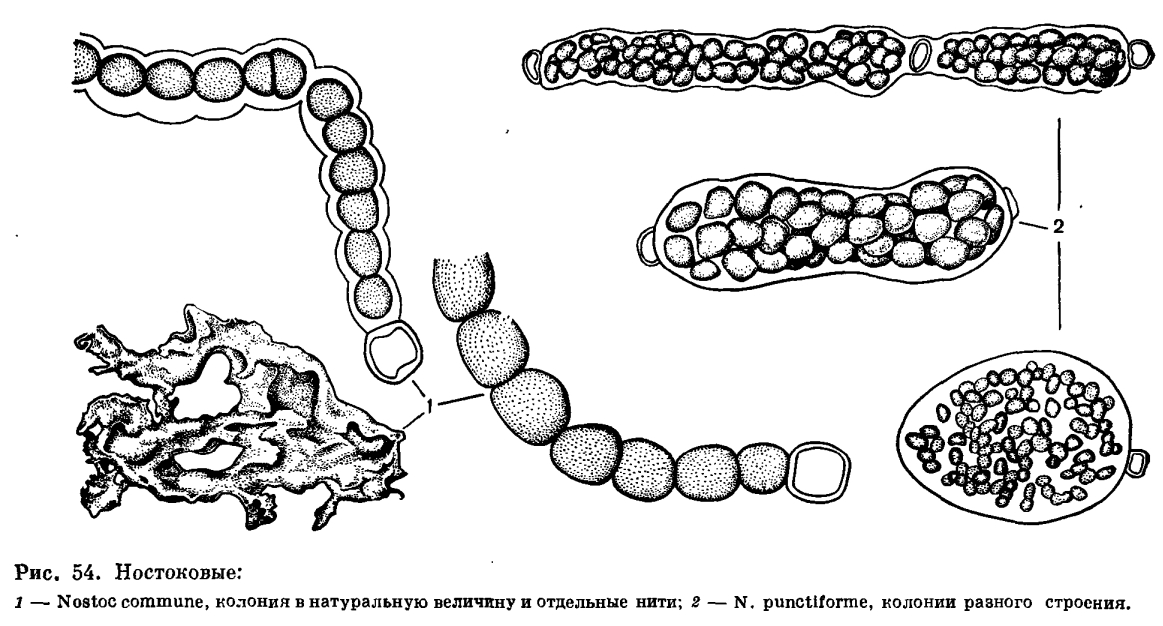 1
2
Рис. 54. Ностоковые:
1 — Nostoc commune, колония в натуральную величину и отдельные нити; 2 — N. punctiforme, колонии разного строения.